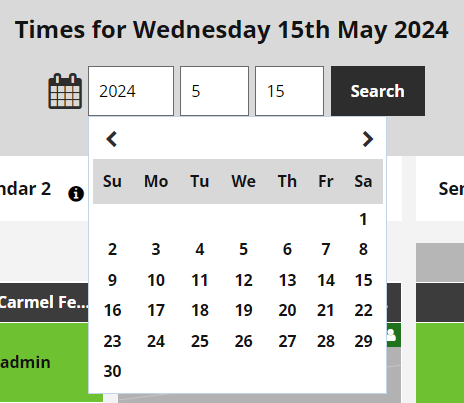 Times for Wednesday 15th May 2024
2024 5 15 Search
ndar 2
Ser
Su Mo Tu We Th Fr Sa
1
2 3 4 5 6 7 8
9 10 11 12 13 14 15
Carmel Fe...
16 17 18 19 20 21 22
23 24 25 26 27 28 29
admin
30